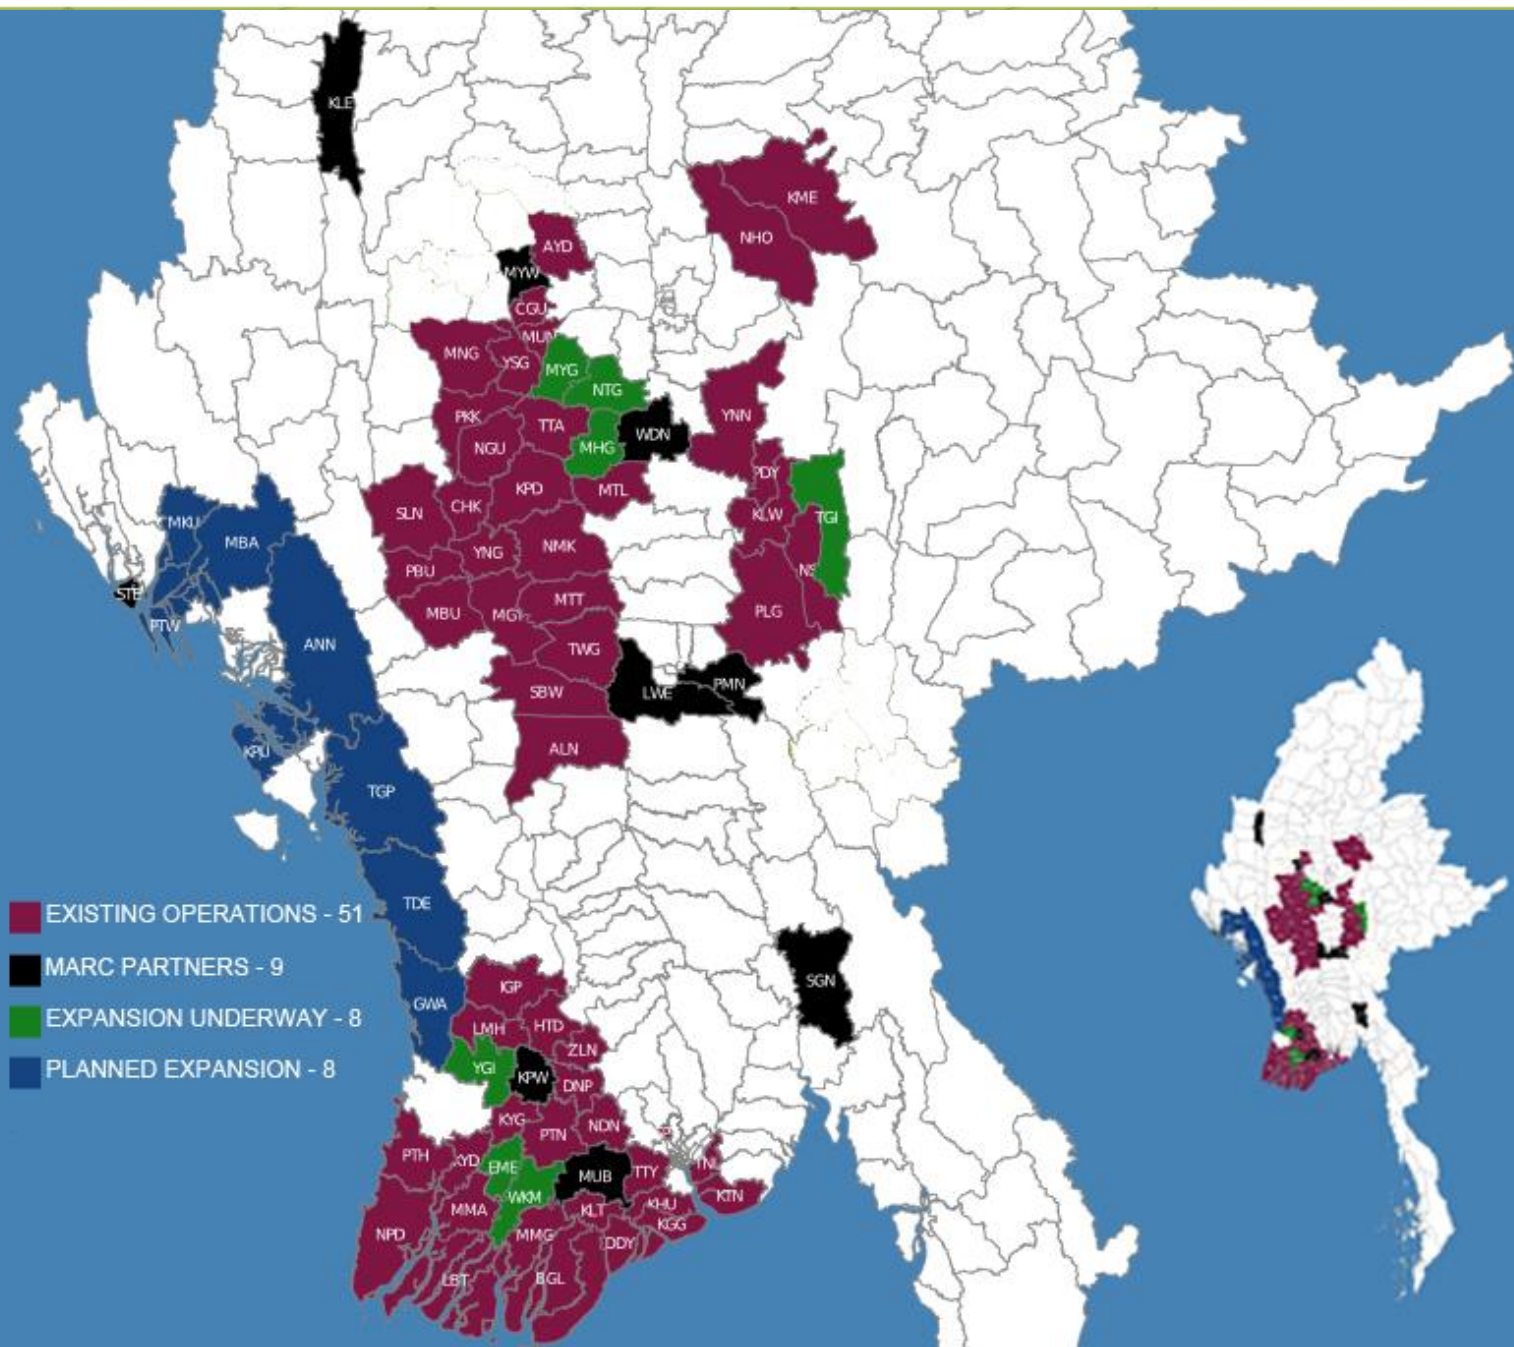 KLE
KME
NHO
AYD
MYW
CGU
MNG
YSG
MYG
NTG
PKK
TTA
YNN
NGU
MHG
WDN
PDY
KPD
MTL
SLN
CHK
KLW
TGI
MKU
MBA
YNG
NMK
PBU
NS
STE
MBU
MTT
PLG
PTW
ANN
TWG
SBW
LWE
PMN
KPU
ALN
TGP
TDE
EXISTING OPERATIONS - 51
MARC PARTNERS - 9
EXPANSION UNDERWAY - 8
PLANNED EXPANSION - 8
SGN
IGP
GWA
LMH
HTD
ZLN
YGI
KPW
DNP
KYG
PTN
NDN
PTH
KYD
EME
MUB
TTY
WKM
KTN
MMA
KLT
KHU
NPD
MMG
DDY
KGG
LBT
BGL